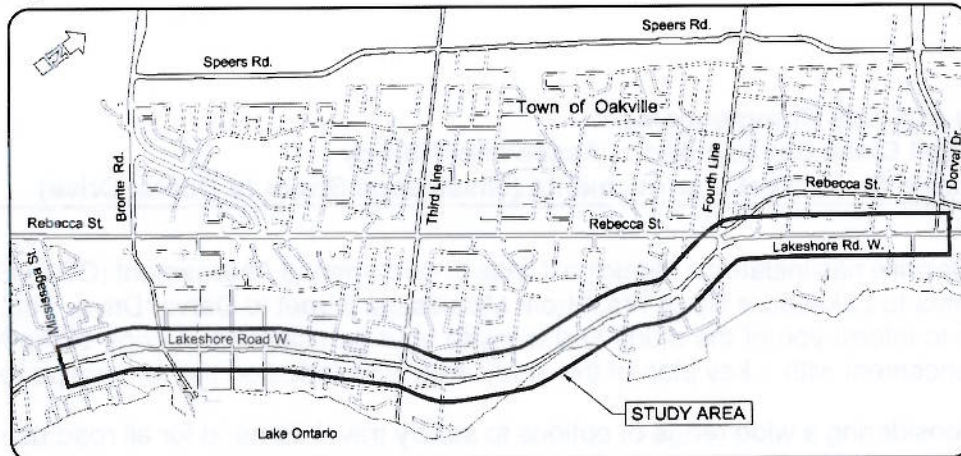 Speers Rd.
Speers Rd.
Town of Oakville
Bronte Rd.
Third Line
Fourth Line
Dorval Dr.
Rebecca St.
Rebecca St.
Rebecca St.
Lakeshore Rd. W.
Mississaga St.
Lakeshore Road W.
STUDY AREA
Lake Ontario